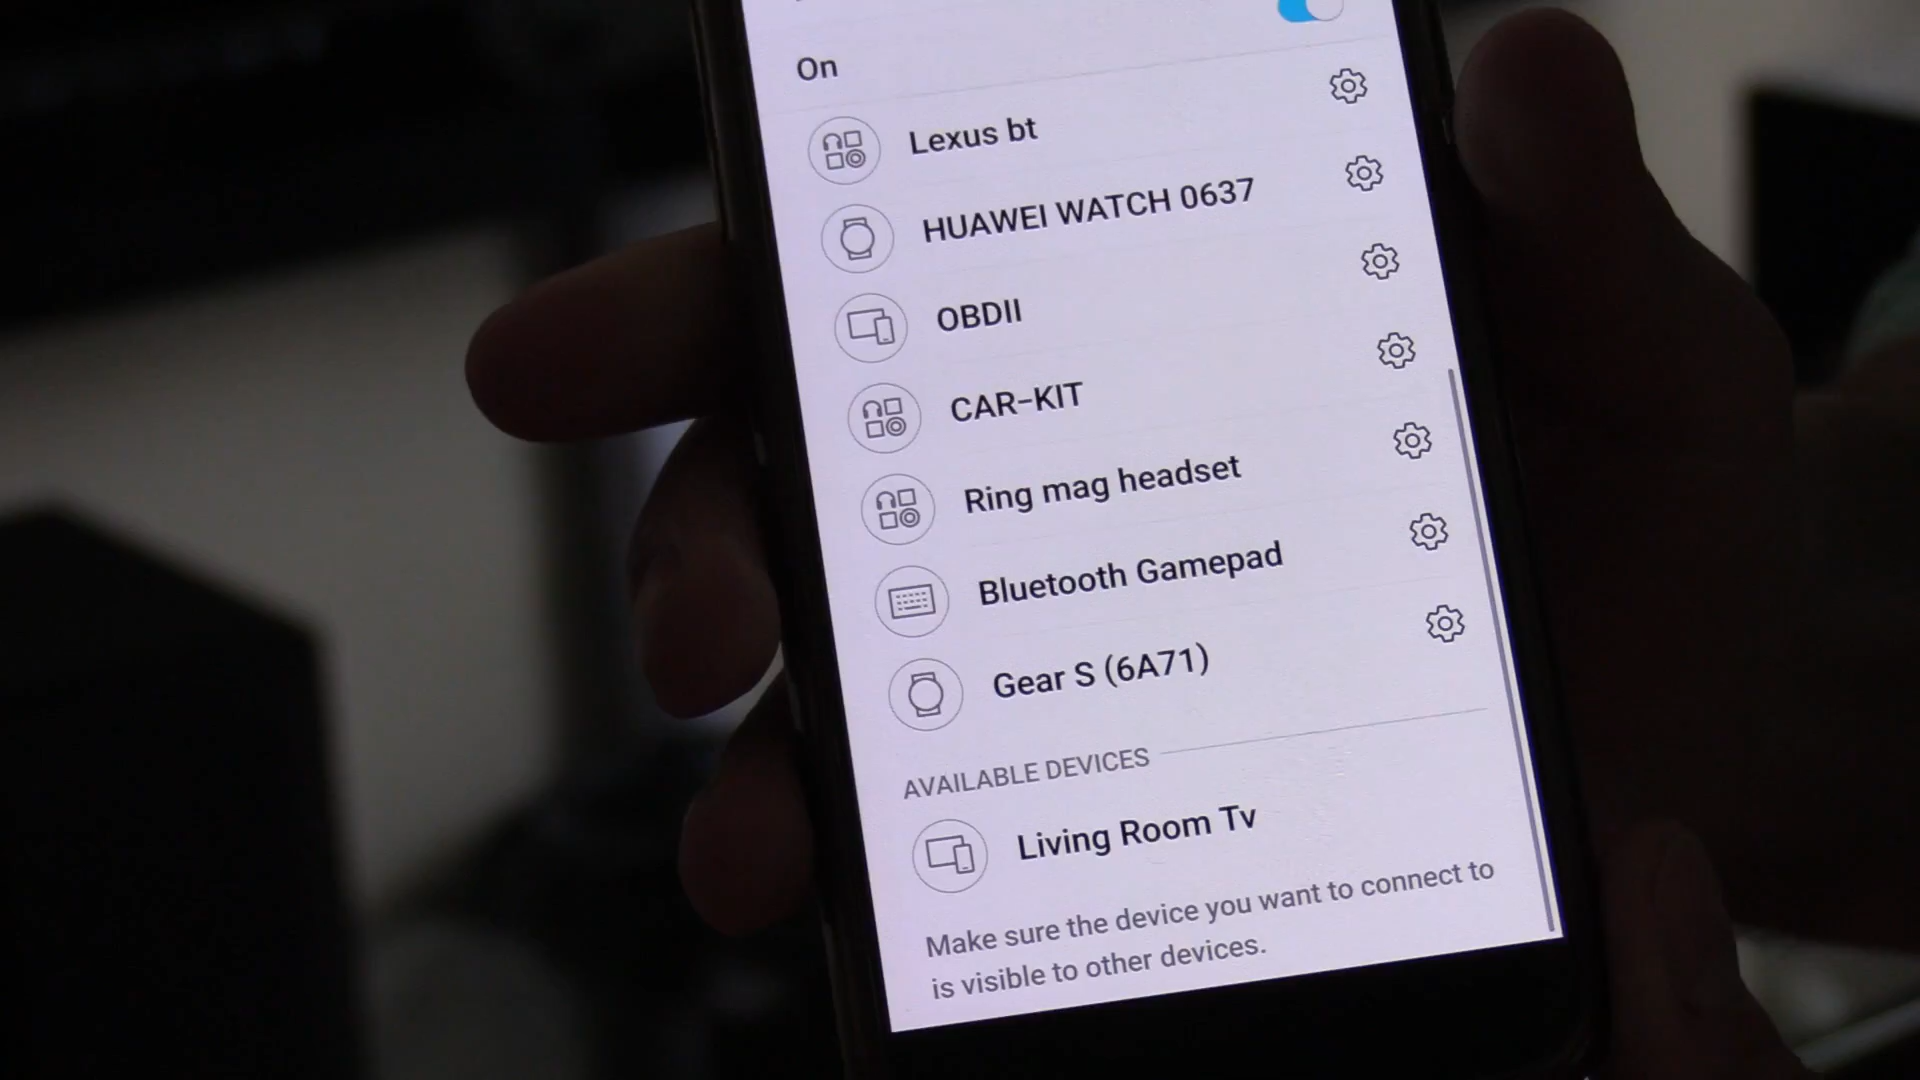 On
Lexus bt
HUAWEI WATCH 0637
OBDII
CAR-KIT
Ring mag headset
Bluetooth Gamepad
Gear S (6A71)
AVAILABLE DEVICES
Living Room Tv
Make sure the device you want to connect to
is visible to other devices.